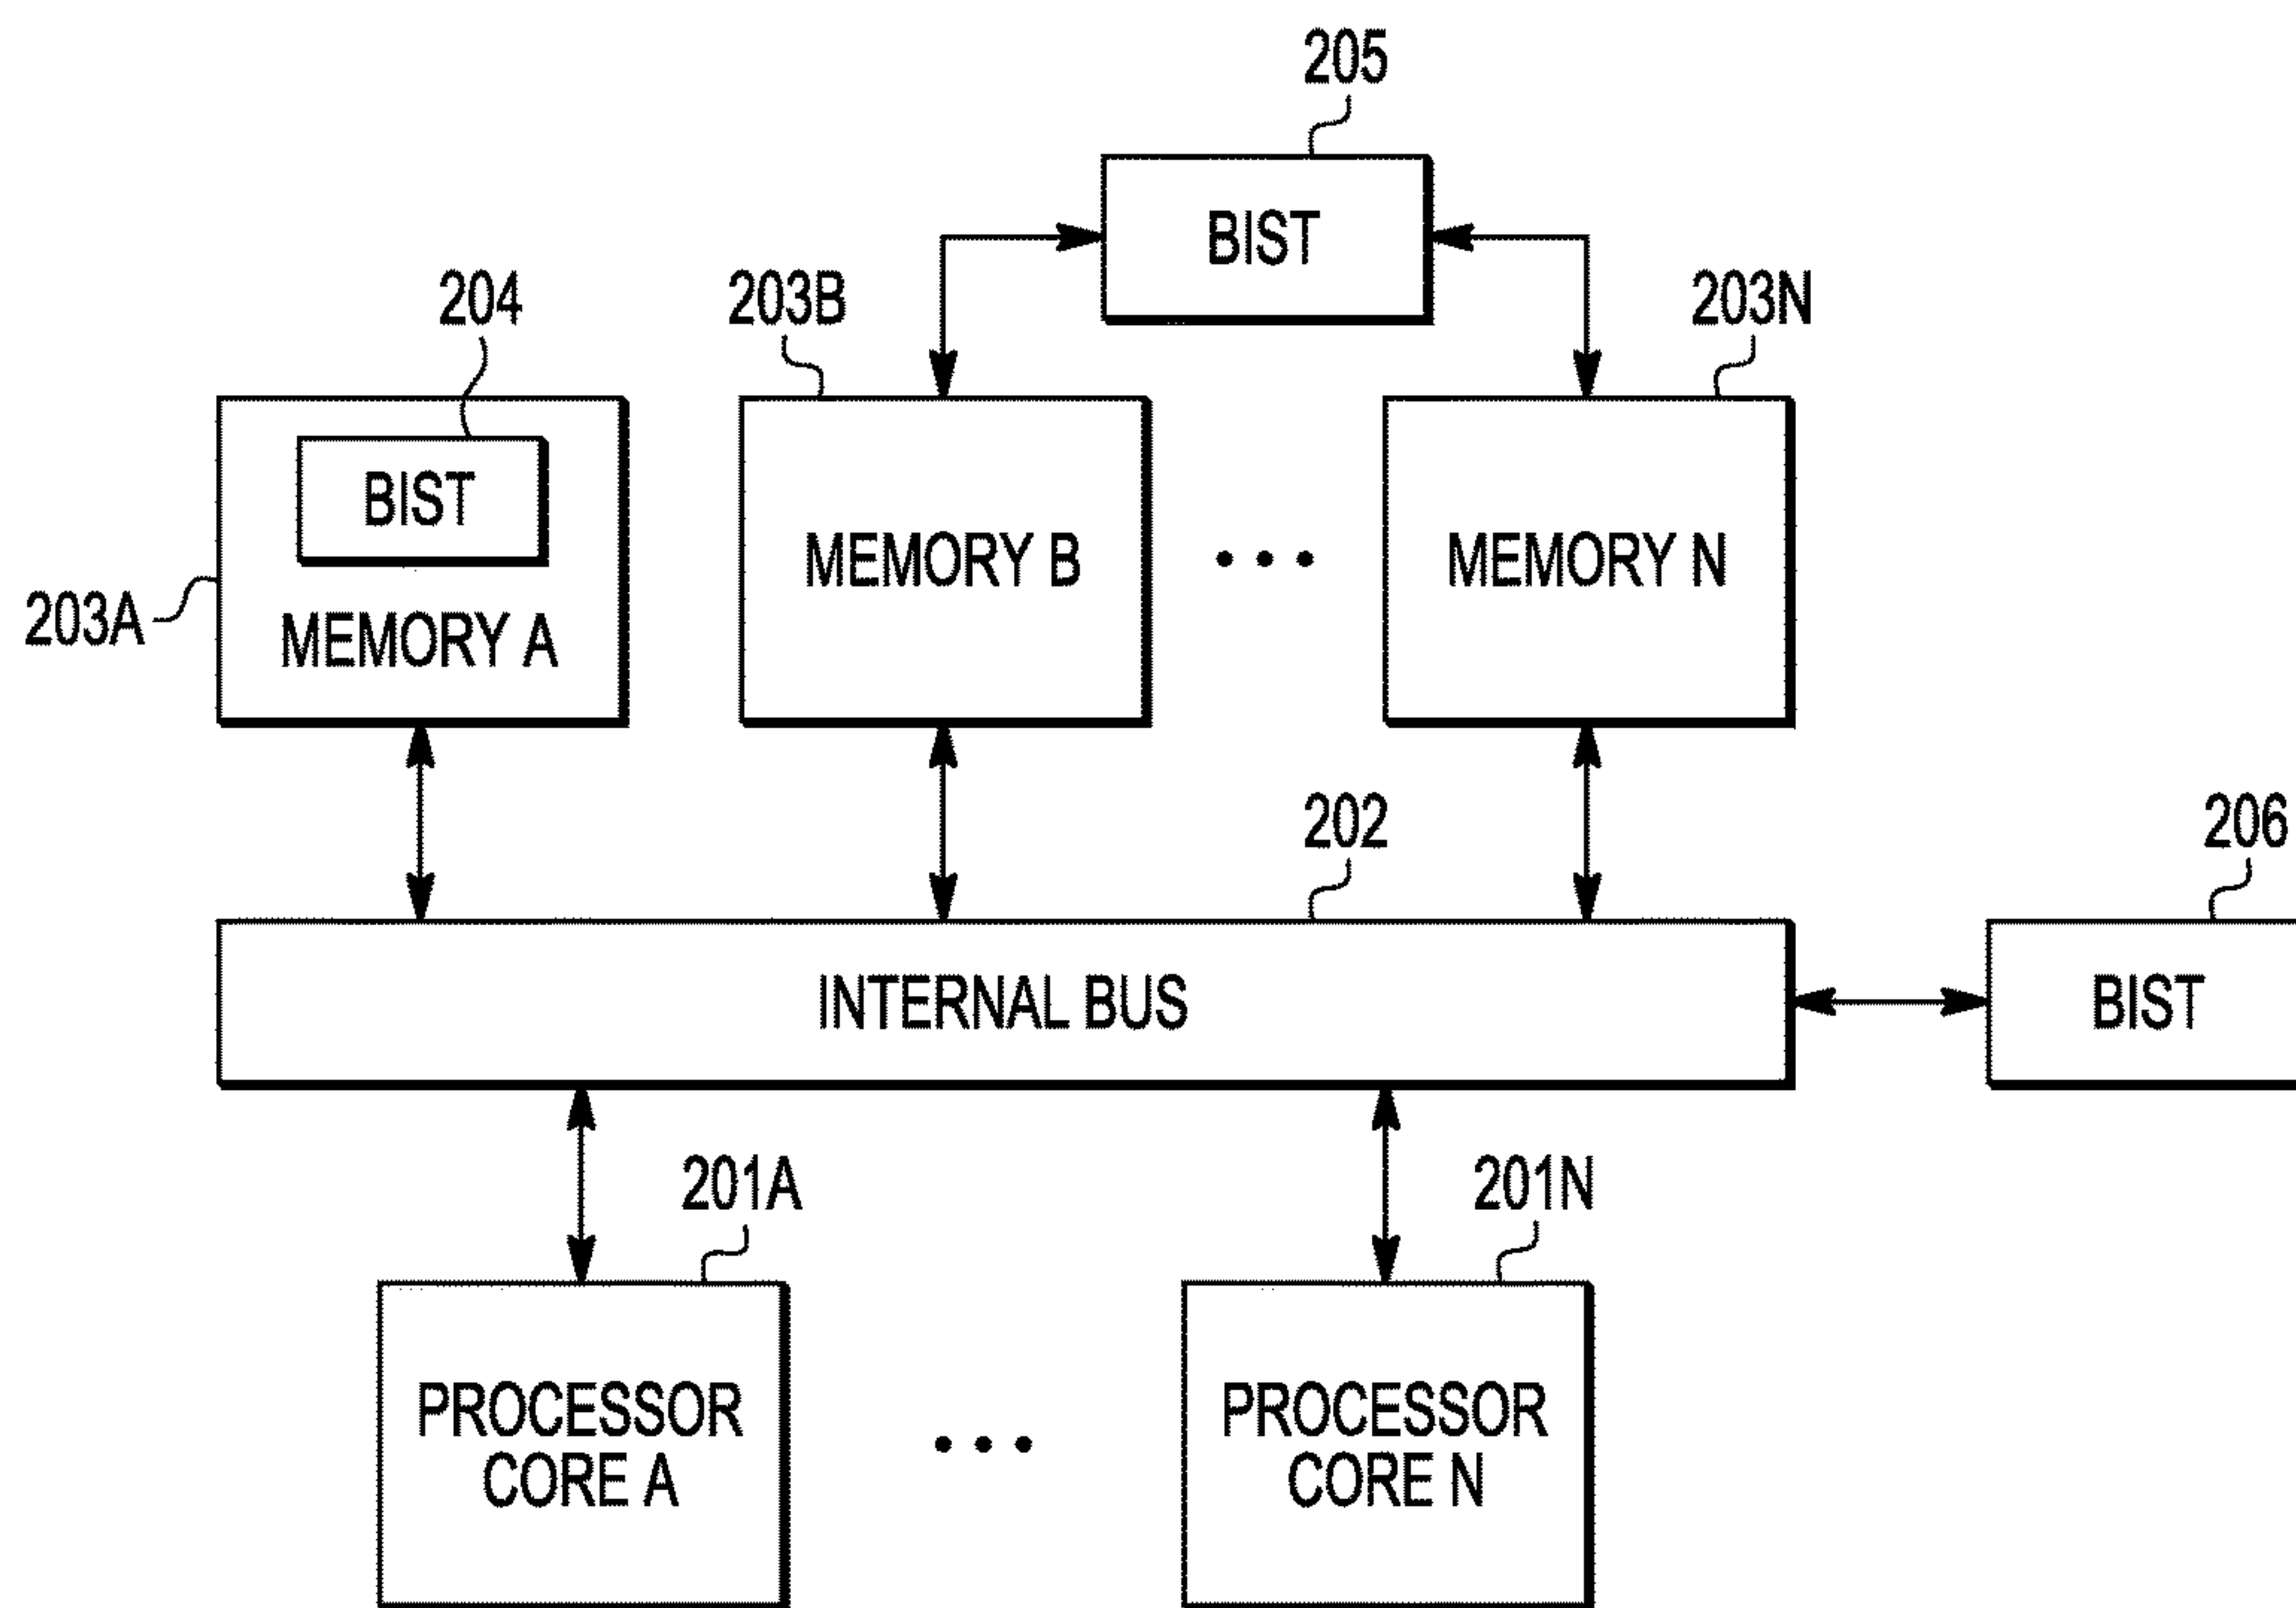 205
BIST
204
203B
203N
BIST
MEMORY B
MEMORY N
203A
MEMORY A
202
206
INTERNAL BUS
BIST
201A
201N
PROCESSOR
CORE A
PROCESSOR
CORE N